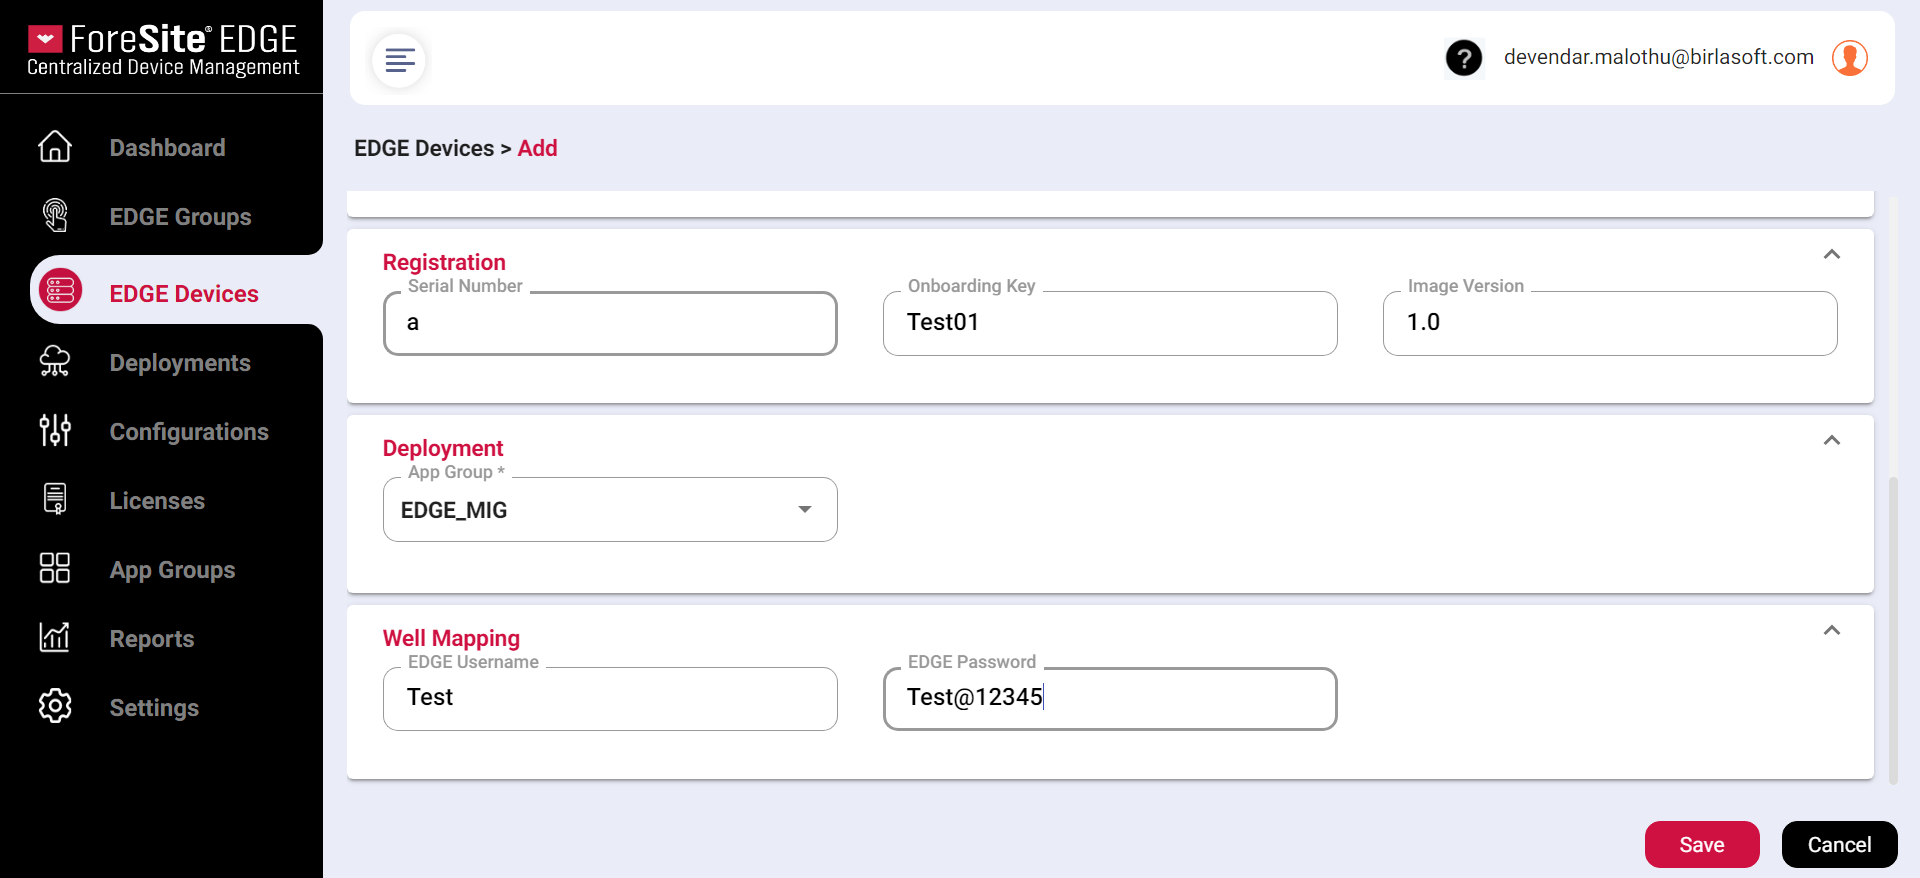 ForeSite® EDGE
Centralized Device Management
?
devendar.malothu@birlasoft.com
Dashboard
EDGE Groups
EDGE Devices
Deployments
Configurations
Licenses
App Groups
Reports
Settings
EDGE Devices > Add
Registration
Serial Number
a
Onboarding Key
Test01
Image Version
1.0
Deployment
App Group *
EDGE_MIG
Well Mapping
EDGE Username
Test
EDGE Password
Test@12345
Save
Cancel